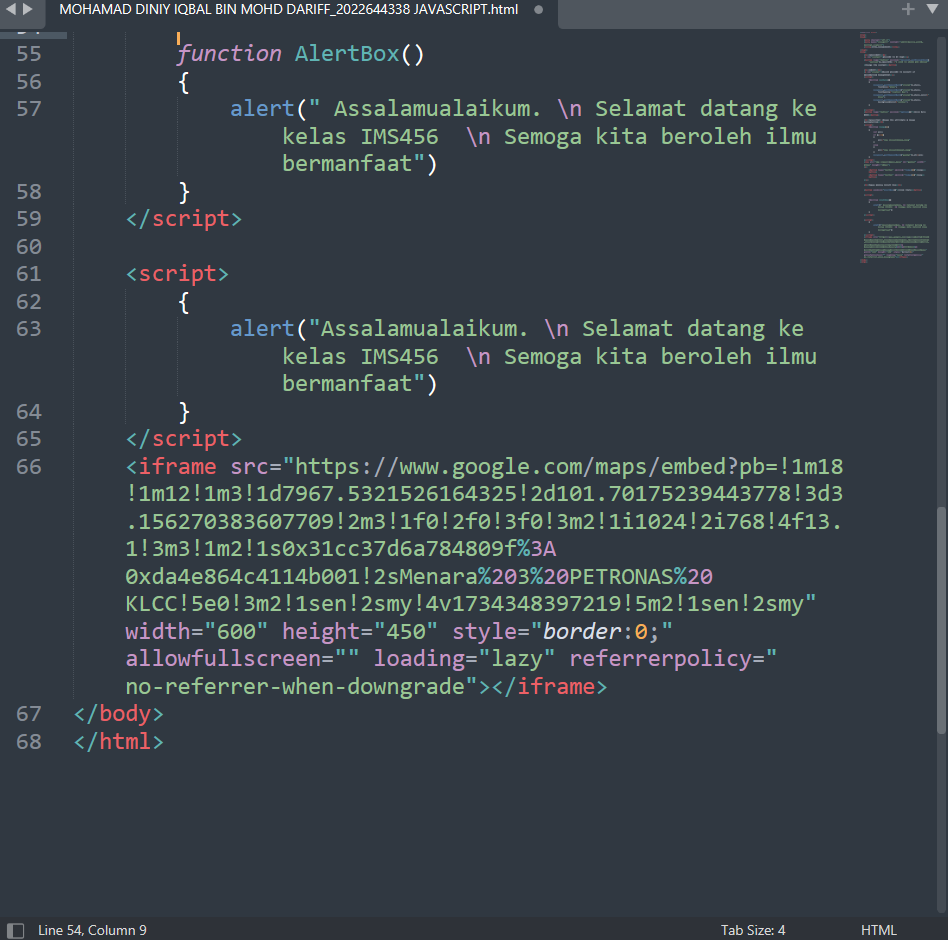 MOHAMAD DINIY IQBAL BIN MOHD DARIFF_2022644338 JAVASCRIPT.html
55 function AlertBox()
56 {
57 alert(" Assalamualaikum. \n Selamat datang ke
kelas IMS456  \n Semoga kita beroleh ilmu
bermanfaat")
58 }
59 </script>
60
61 <script>
62 {
63 alert("Assalamualaikum. \n Selamat datang ke
kelas IMS456  \n Semoga kita beroleh ilmu
bermanfaat")
64 }
65 </script>
66 <iframe src="https://www.google.com/maps/embed?pb=!1m18
!1m12!1m3!1d7967.5321526164325!2d101.70175239443778!3d3
.156270383607709!2m3!1f0!2f0!3f0!3m2!1i1024!2i768!4f13.
1!3m3!1m2!1s0x31cc37d6a784809f%3A
0xda4e864c4114b001!2sMenara%203%20PETRONAS%20
KLCC!5e0!3m2!1sen!2smy!4v1734348397219!5m2!1sen!2smy"
width="600" height="450" style="border:0;"
allowfullscreen="" loading="lazy" referrerpolicy="
no-referrer-when-downgrade"></iframe>
67 </body>
68 </html>
Line 54, Column 9
Tab Size: 4
HTML